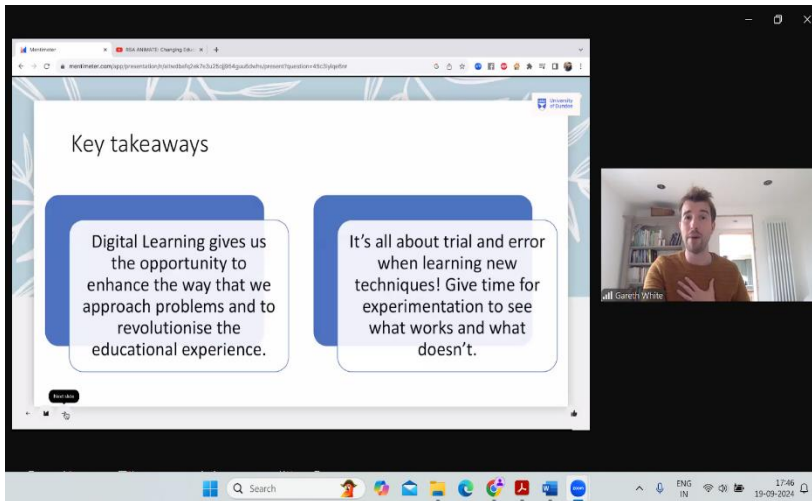 Mentimeter
RSA ANIMATE: Changing Educ
University
of Dundee
Key takeaways
Digital Learning gives us
the opportunity to
enhance the way that we
approach problems and to
revolutionise the
educational experience.
It's all about trial and error
when learning new
techniques! Give time for
experimentation to see
what works and what
doesn't.
Next slide
Gareth White
Search
ENG
IN
17:46
19-09-2024
zoom